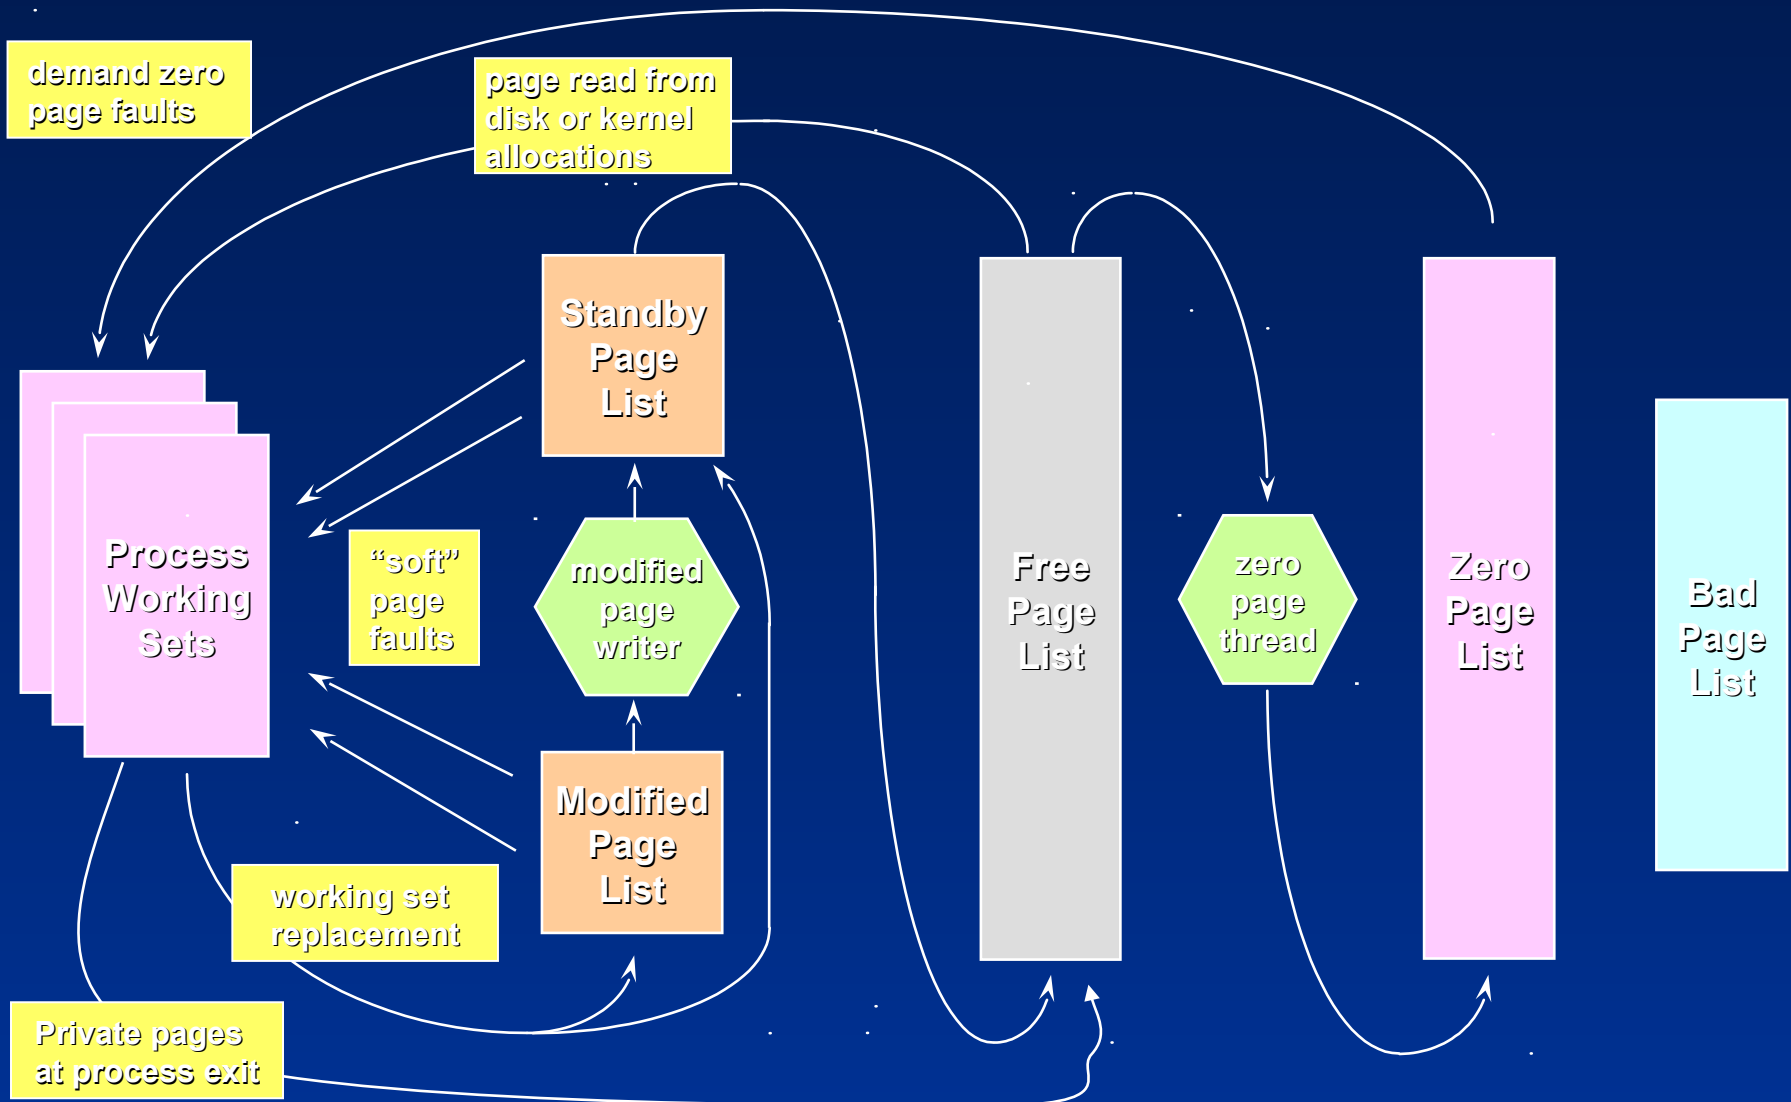 demand zero
page faults
page read from
disk or kernel
allocations
Standby
Page
List
Process
Working
Sets
“soft”
page
faults
modified
page
writer
Free
Page
List
zero
page
thread
Zero
Page
List
Bad
Page
List
Modified
Page
List
working set
replacement
Private pages
at process exit